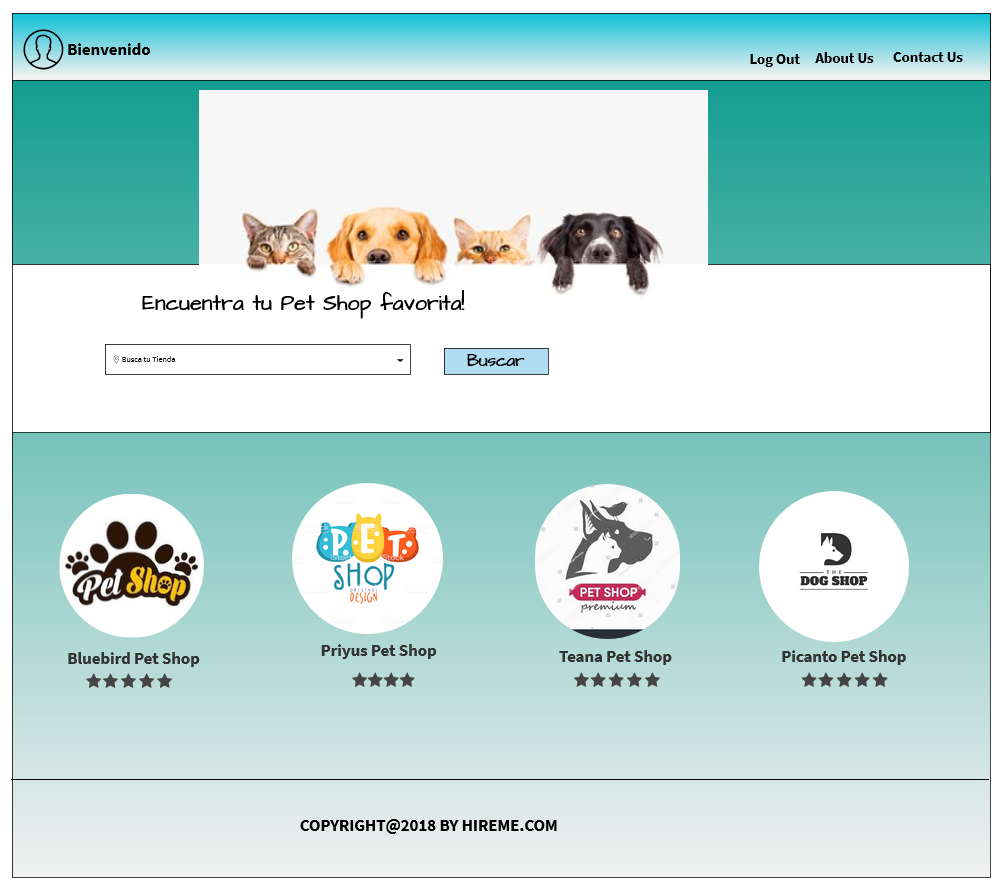 Bienvenido
Log Out
About Us
Contact Us
Encuentra tu Pet Shop favorita!
Busca tu Tienda
Buscar
Pet Shop
PET
SHOP
ORIGINAL
DESIGN
PET SHOP
premium
THE
DOG SHOP
Bluebird Pet Shop
Priyus Pet Shop
Teana Pet Shop
Picanto Pet Shop
COPYRIGHT@2018 BY HIREME.COM